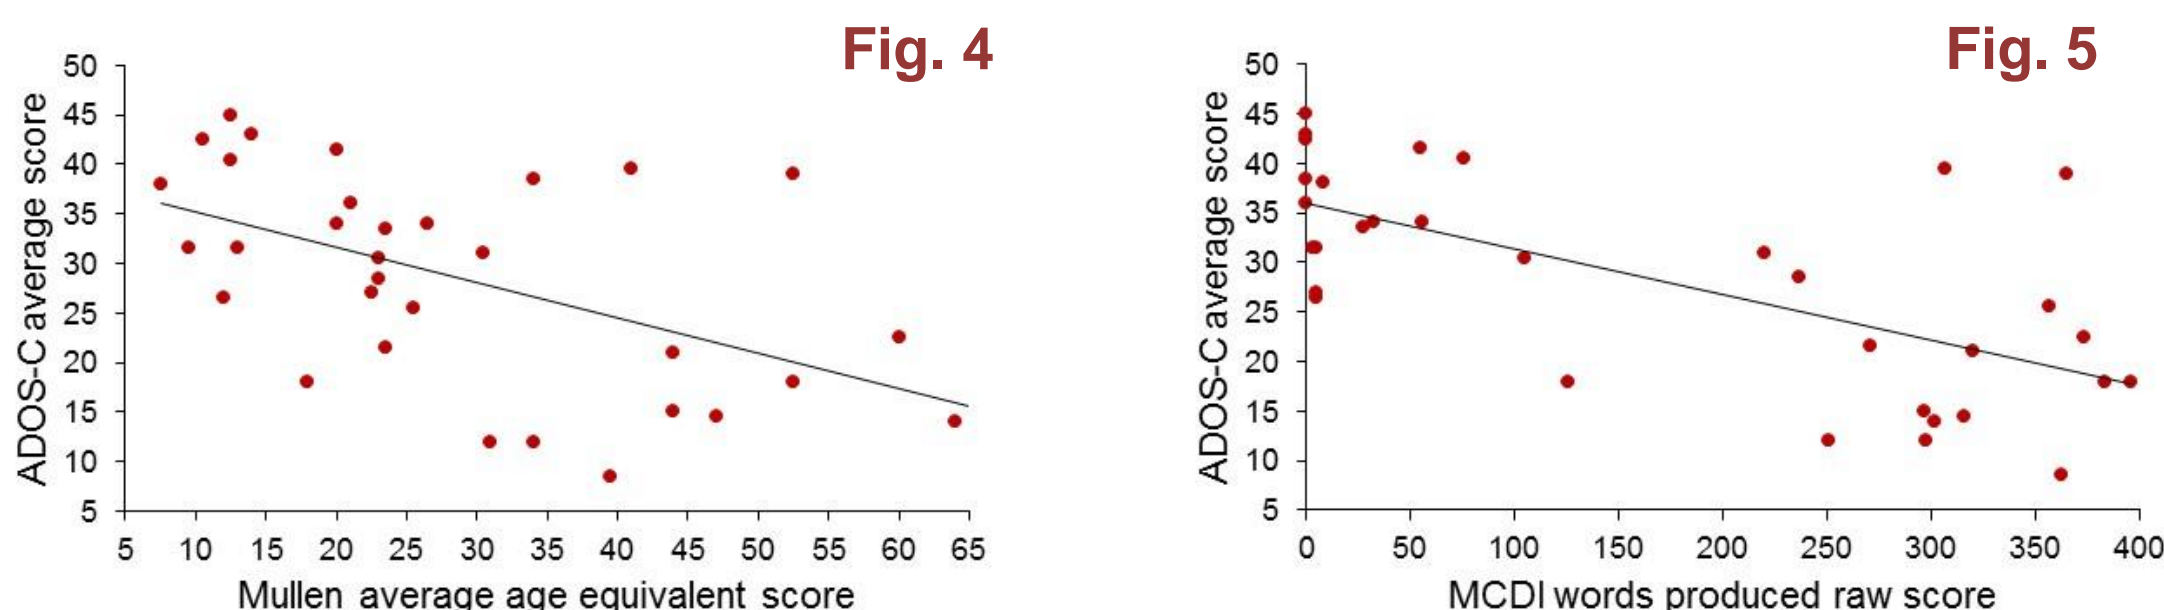 Fig. 4
50
45
40
35
30
25
20
15
10
5
ADOS-C average score
5 10 15 20 25 30 35 40 45 50 55 60 65
Mullen average age equivalent score
Fig. 5
50
45
40
35
30
25
20
15
10
5
ADOS-C average score
0 50 100 150 200 250 300 350 400
MCDI words produced raw score